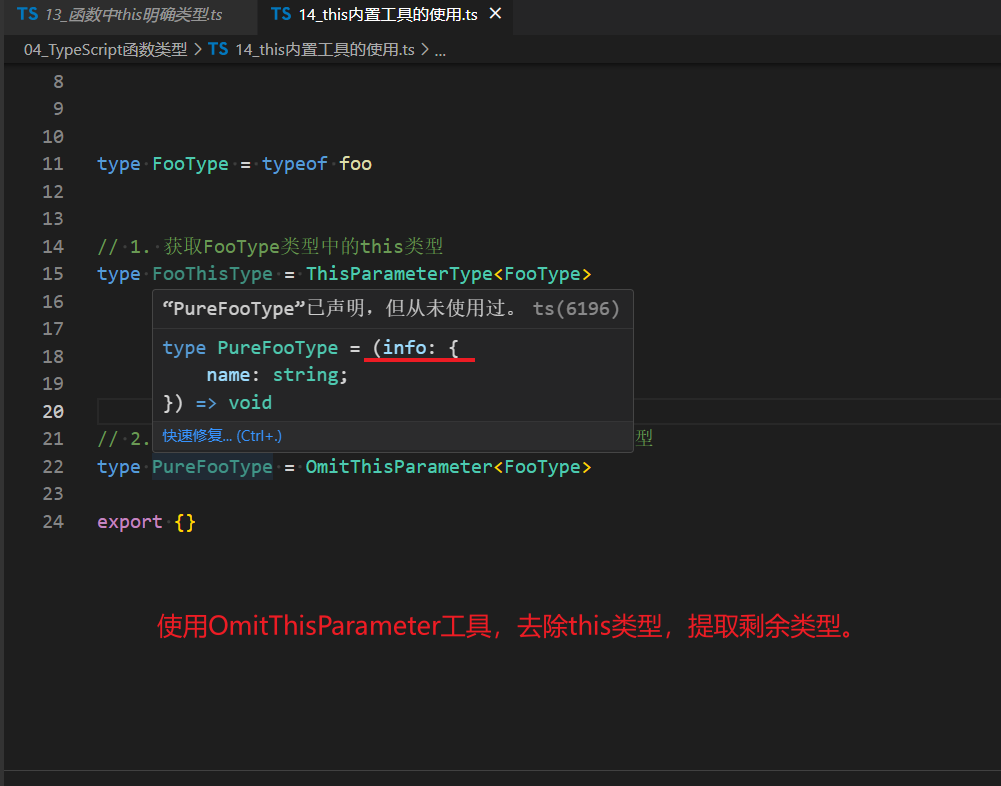 TS 13_函数中this明确类型.ts TS 14_this内置工具的使用.ts ×
04_TypeScript函数类型 > TS 14_this内置工具的使用.ts > ...
8
9
10
11 type FooType = typeof foo
12
13
14 // 1. 获取FooType类型中的this类型
15 type FooThisType = ThisParameterType<FooType>
16 “PureFooType”已声明，但从未使用过。 ts(6196)
17
18 type PureFooType = (info: {
19 name: string;
20 }) => void
快速修复... (Ctrl+.)
21 // 2. 型
22 type PureFooType = OmitThisParameter<FooType>
23
24 export {}
使用OmitThisParameter工具，去除this类型，提取剩余类型。